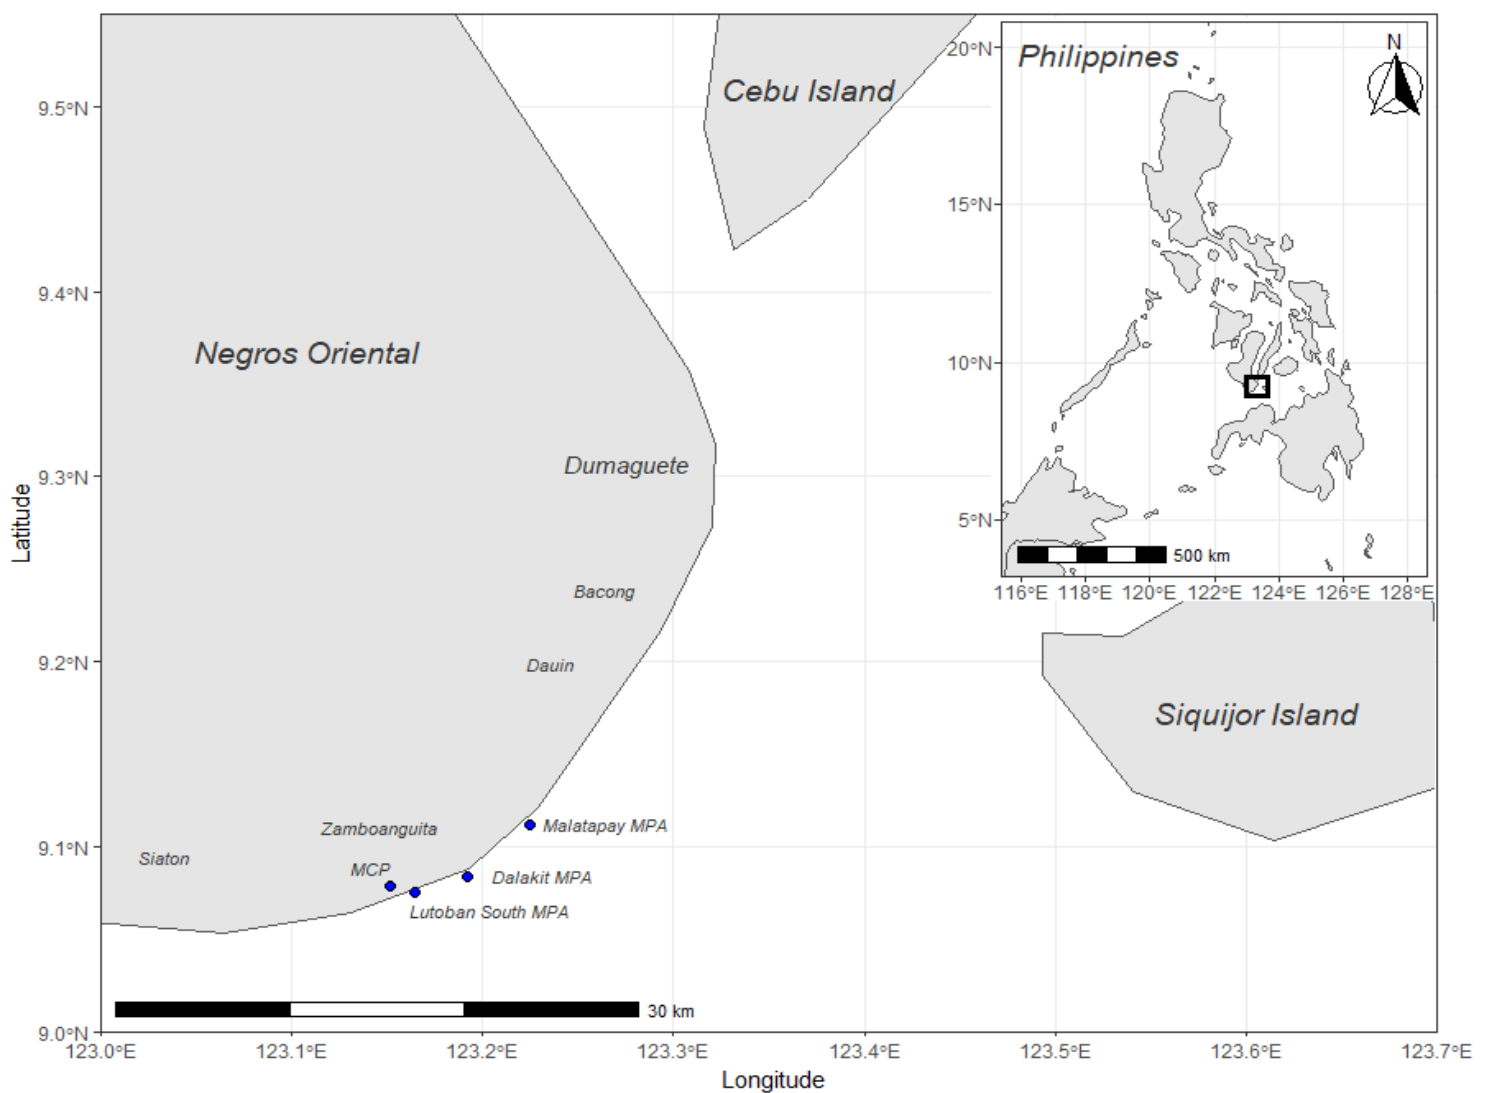 Philippines
N
Cebu Island
20°N
9.5°N
15°N
9.4°N
Negros Oriental
10°N
Dumaguete
9.3°N
Latitude
5°N
500 km
Bacong
116°E 118°E 120°E 122°E 124°E 126°E 128°E
9.2°N
Dauin
Siquijor Island
Malatapay MPA
Zamboanguita
9.1°N
Siaton
MCP
Dalakit MPA
Lutoban South MPA
30 km
9.0°N
123.0°E 123.1°E 123.2°E 123.3°E 123.4°E 123.5°E 123.6°E 123.7°E
Longitude